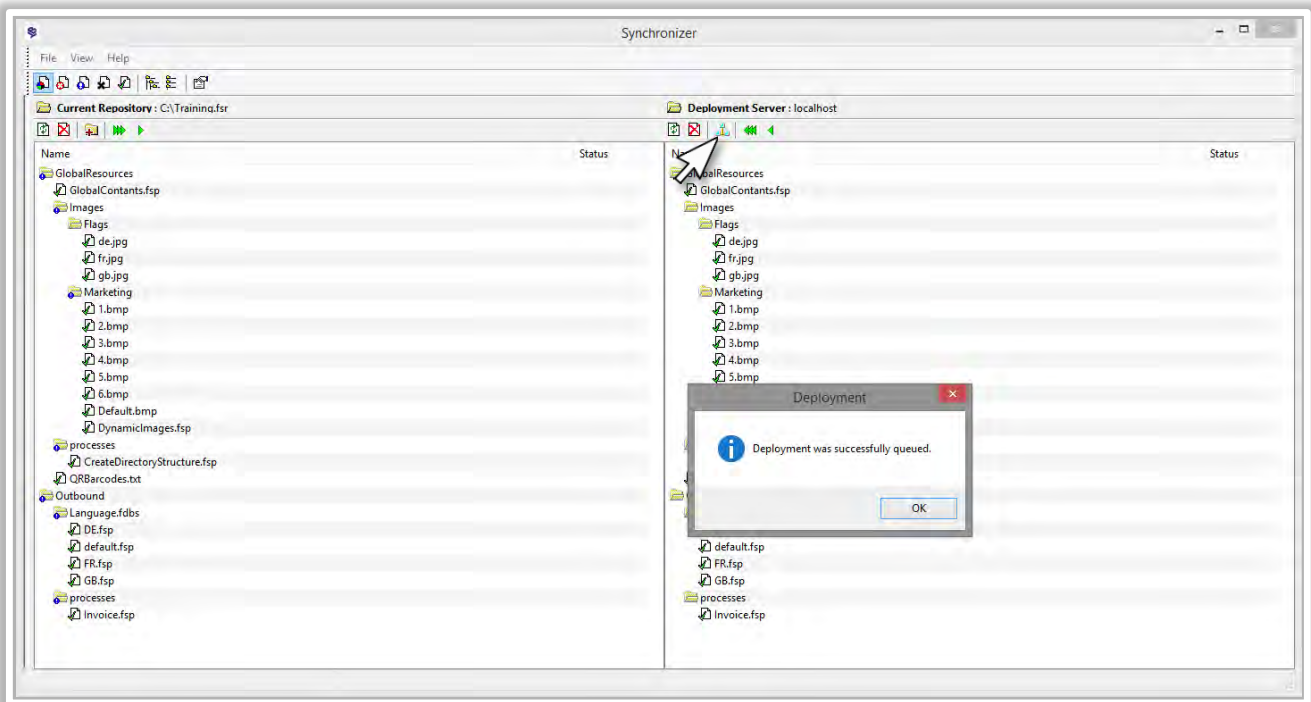 Synchronizer
File View Help
Current Repository : C:\Training.fsr
Name Status
GlobalResources
GlobalContants.fsp
Images
Flags
de.jpg
fr.jpg
gb.jpg
Marketing
1.bmp
2.bmp
3.bmp
4.bmp
5.bmp
6.bmp
Default.bmp
DynamicImages.fsp
processes
CreateDirectoryStructure.fsp
QRBarcodes.txt
Outbound
Language.fdbs
DE.fsp
default.fsp
FR.fsp
GB.fsp
processes
Invoice.fsp
Deployment Server : localhost
Status
GlobalContants.fsp
Images
Flags
de.jpg
fr.jpg
gb.jpg
Marketing
1.bmp
2.bmp
3.bmp
4.bmp
5.bmp
default.fsp
FR.fsp
GB.fsp
processes
Invoice.fsp
Deployment
Deployment was successfully queued.
OK